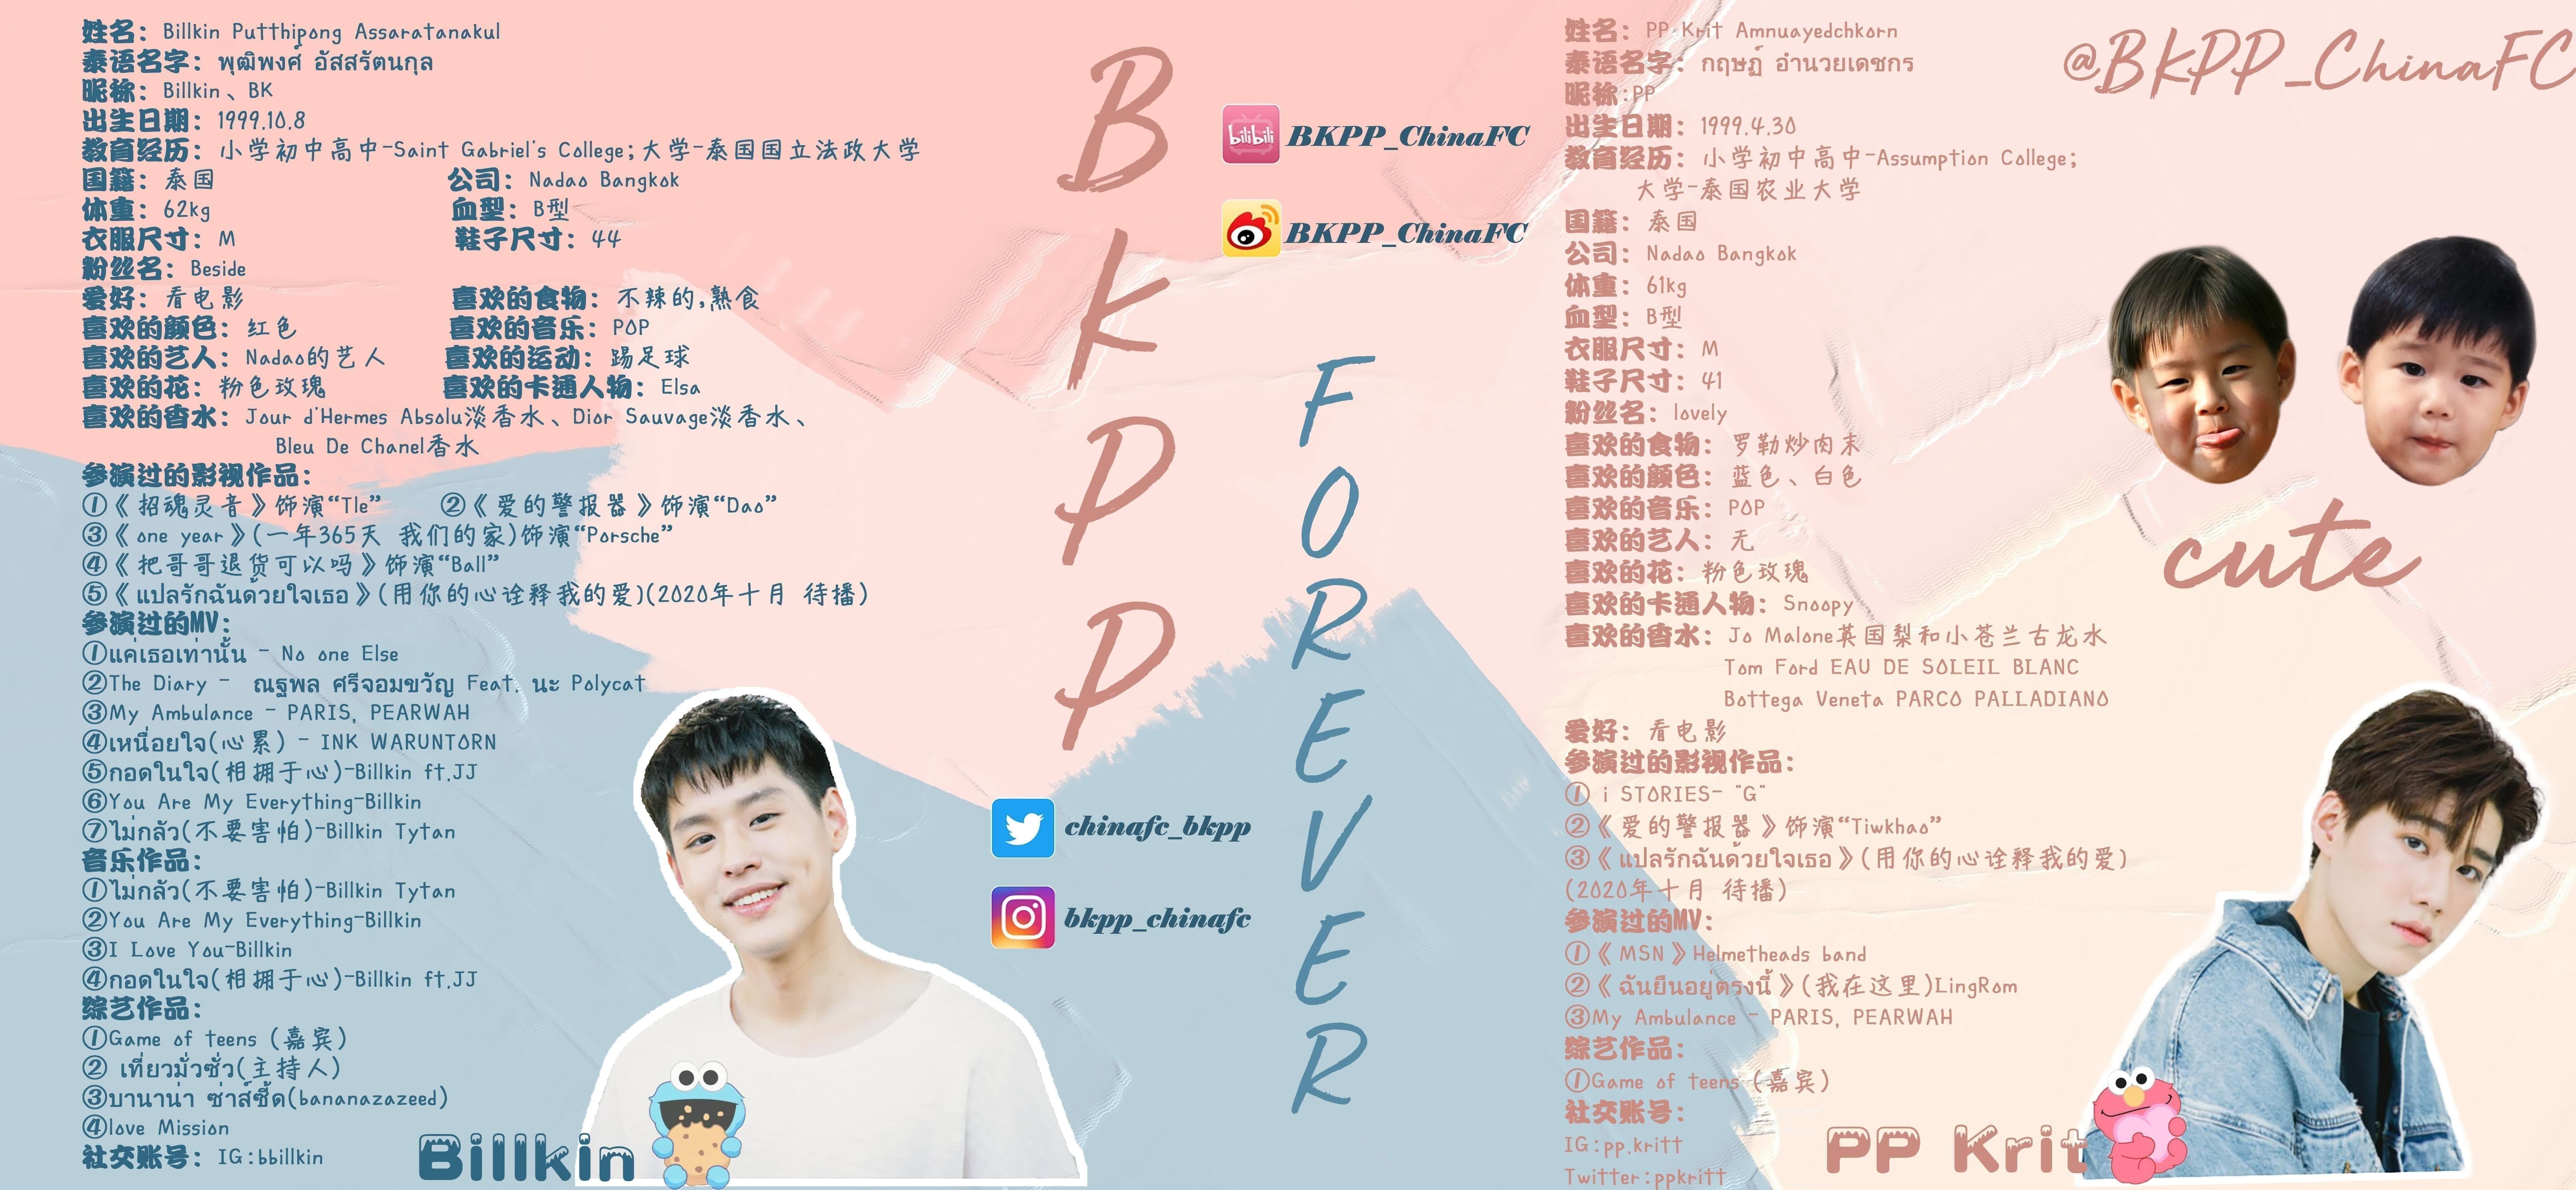 姓名：Billkin Putthipong Assaratanakul
泰语名字：พุฒิพงศ์ อัสสรัตนกุล
昵称：Billkin、BK
出生日期：1999.10.8
教育经历：小学初中高中-Saint Gabriel's College;大学-泰国国立法政大学
国籍：泰国 公司：Nadao Bangkok
体重：62kg 血型：B型
衣服尺寸：M 鞋子尺寸：44
粉丝名：Beside
爱好：看电影 喜欢的食物：不辣的,熟食
喜欢的颜色：红色 喜欢的音乐：POP
喜欢的艺人：Nadao的艺人 喜欢的运动：踢足球
喜欢的花：粉色玫瑰 喜欢的卡通人物：Elsa
喜欢的香水：Jour d'Hermes Absolu淡香水、Dior Sauvage淡香水、
Bleu De Chanel香水
参演过的影视作品：
①《招魂灵音》饰演“Tle” ②《爱的警报器》饰演“Dao”
③《one year》(一年365天 我们的家)饰演“Porsche”
④《把哥哥退货可以吗》饰演“Ball”
⑤《แปลรักฉันด้วยใจเธอ》(用你的心诠释我的爱)(2020年十月 待播)
参演过的MV：
①แค่เธอเท่านั้น - No one Else
②The Diary - ณฐพล ศรีจอมขวัญ Feat. นะ Polycat
③My Ambulance - PARIS, PEARWAH
④เหนื่อยใจ(心累) - INK WARUNTORN
⑤กอดในใจ(相拥于心)-Billkin ft.JJ
⑥You Are My Everything-Billkin
⑦ไม่กลัว(不要害怕)-Billkin Tytan
音乐作品：
①ไม่กลัว(不要害怕)-Billkin Tytan
②You Are My Everything-Billkin
③I Love You-Billkin
④กอดในใจ(相拥于心)-Billkin ft.JJ
综艺作品：
①Game of teens (嘉宾)
② เที่ยวมั่วซั่ว(主持人)
③บานาน่า ซ่าส์ซี้ด(bananazazeed)
④love Mission
社交账号：IG:bbillkin
Billkin
BKPP
FOREVER
bilibili BKPP_ChinaFC
BKPP_ChinaFC
chinafc_bkpp
bkpp_chinafc
姓名：PP Krit Amnuayedchkorn
泰语名字：กฤษฏ์ อำนวยเดชกร
昵称:PP
出生日期：1999.4.30
教育经历：小学初中高中-Assumption College;
大学-泰国农业大学
国籍：泰国
公司：Nadao Bangkok
体重：61kg
血型：B型
衣服尺寸：M
鞋子尺寸：41
粉丝名：lovely
喜欢的食物：罗勒炒肉末
喜欢的颜色：蓝色、白色
喜欢的音乐：POP
喜欢的艺人：无
喜欢的花：粉色玫瑰
喜欢的卡通人物：Snoopy
喜欢的香水：Jo Malone英国梨和小苍兰古龙水
Tom Ford EAU DE SOLEIL BLANC
Bottega Veneta PARCO PALLADIANO
爱好：看电影
参演过的影视作品：
① i STORIES- "G"
②《爱的警报器》饰演“Tiwkhao”
③《แปลรักฉันด้วยใจเธอ》(用你的心诠释我的爱)
(2020年十月 待播)
参演过的MV：
①《MSN》Helmetheads band
②《ฉันยืนอยู่ตรงนี้》(我在这里)LingRom
③My Ambulance - PARIS, PEARWAH
综艺作品：
①Game of teens (嘉宾)
社交账号：
IG:pp.kritt
Twitter:ppkritt
@BKPP_ChinaFC
cute
PP Krit